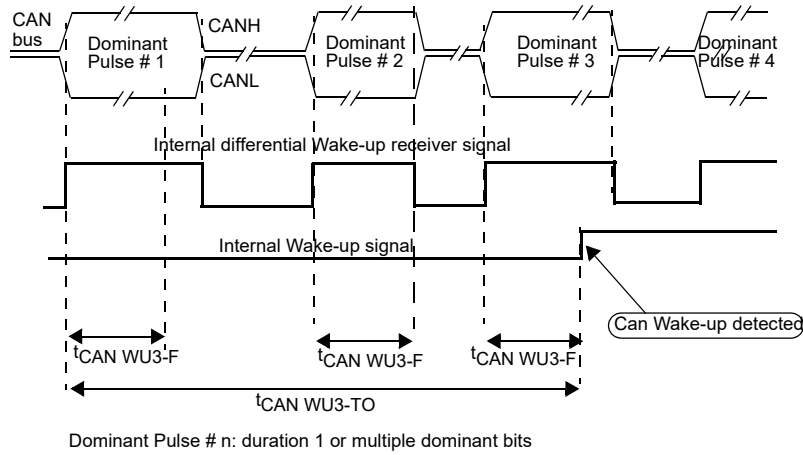 CAN
bus
Dominant
Pulse # 1
CANH
CANL
Dominant
Pulse # 2
Dominant
Pulse # 3
Dominant
Pulse # 4
Internal differential Wake-up receiver signal
Internal Wake-up signal
Can Wake-up detected
tCAN WU3-F
tCAN WU3-F
tCAN WU3-F
tCAN WU3-TO
Dominant Pulse # n: duration 1 or multiple dominant bits